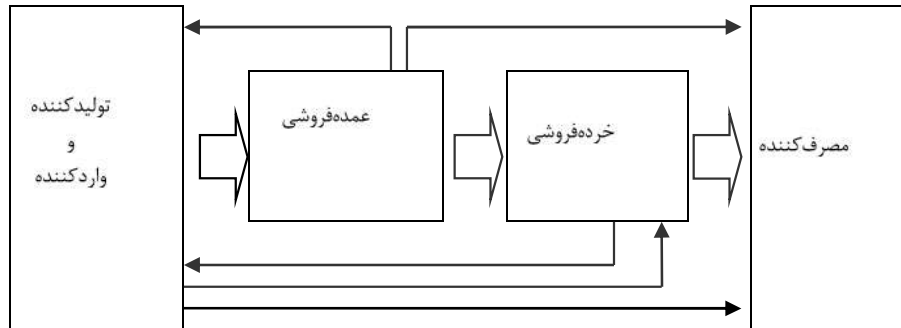 تولیدکننده
و
واردکننده
عمده‌فروشی
خرده‌فروشی
مصرف‌کننده